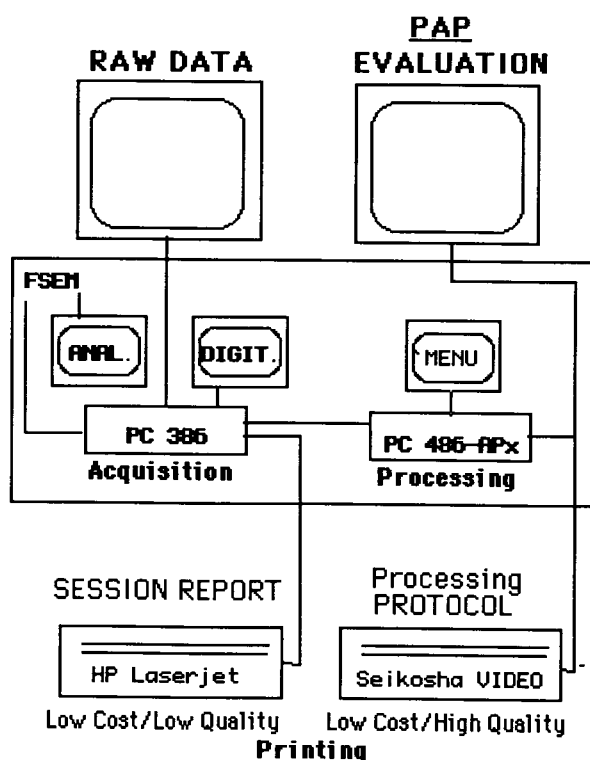 RAW DATA
PAP
EVALUATION
FSEM
ANAL.
DIGIT.
MENU
PC 386
Acquisition
PC 486-APx
Processing
SESSION REPORT
Processing
PROTOCOL
HP Laserjet
Seikosha VIDEO
Low Cost/Low Quality
Low Cost/High Quality
Printing